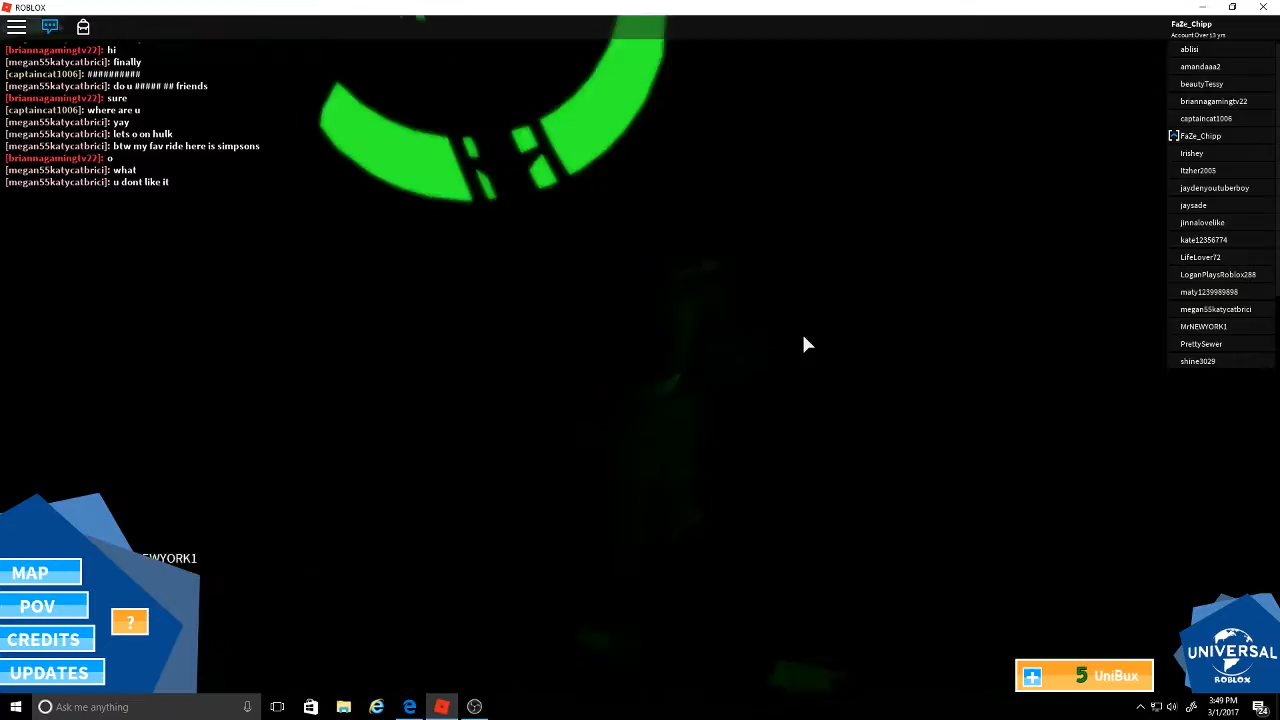 ROBLOX
[briannagamingtv22]: hi
[megan55katycatbrici]: finally
[captaincat1006]: ##########
[megan55katycatbrici]: do u ##### ## friends
[briannagamingtv22]: sure
[captaincat1006]: where are u
[megan55katycatbrici]: yay
[megan55katycatbrici]: lets o on hulk
[megan55katycatbrici]: btw my fav ride here is simpsons
[briannagamingtv22]: o
[megan55katycatbrici]: what
[megan55katycatbrici]: u dont like it
FaZe_Chipp
Account Over 13 yrs
ablisi
amandaaa2
beautyTessy
briannagamingtv22
captaincat1006
FaZe_Chipp
Irishey
Itzher2005
jaydenyoutuberboy
jaysade
jinnalovelike
kate12356774
LifeLover72
LoganPlaysRoblox288
maty1239989898
megan55katycatbrici
MrNEWYORK1
PrettySewer
shine3029
EWYORK1
MAP
POV
?
CREDITS
UPDATES
5 UniBux
UNIVERSAL
ROBLOX
Ask me anything
3:49 PM
3/1/2017
24